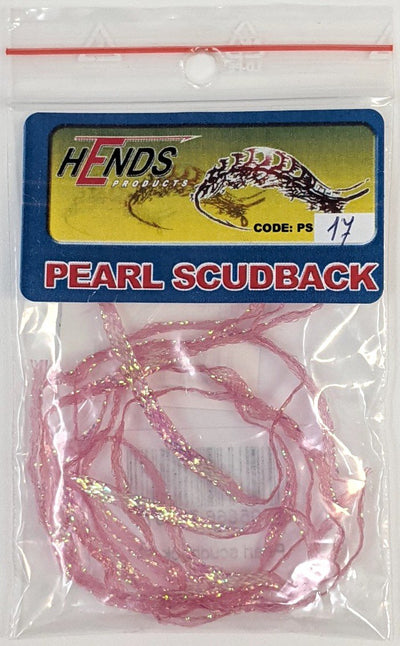 HENDS
PRODUCTS
CODE: PS 17
PEARL SCUDBACK